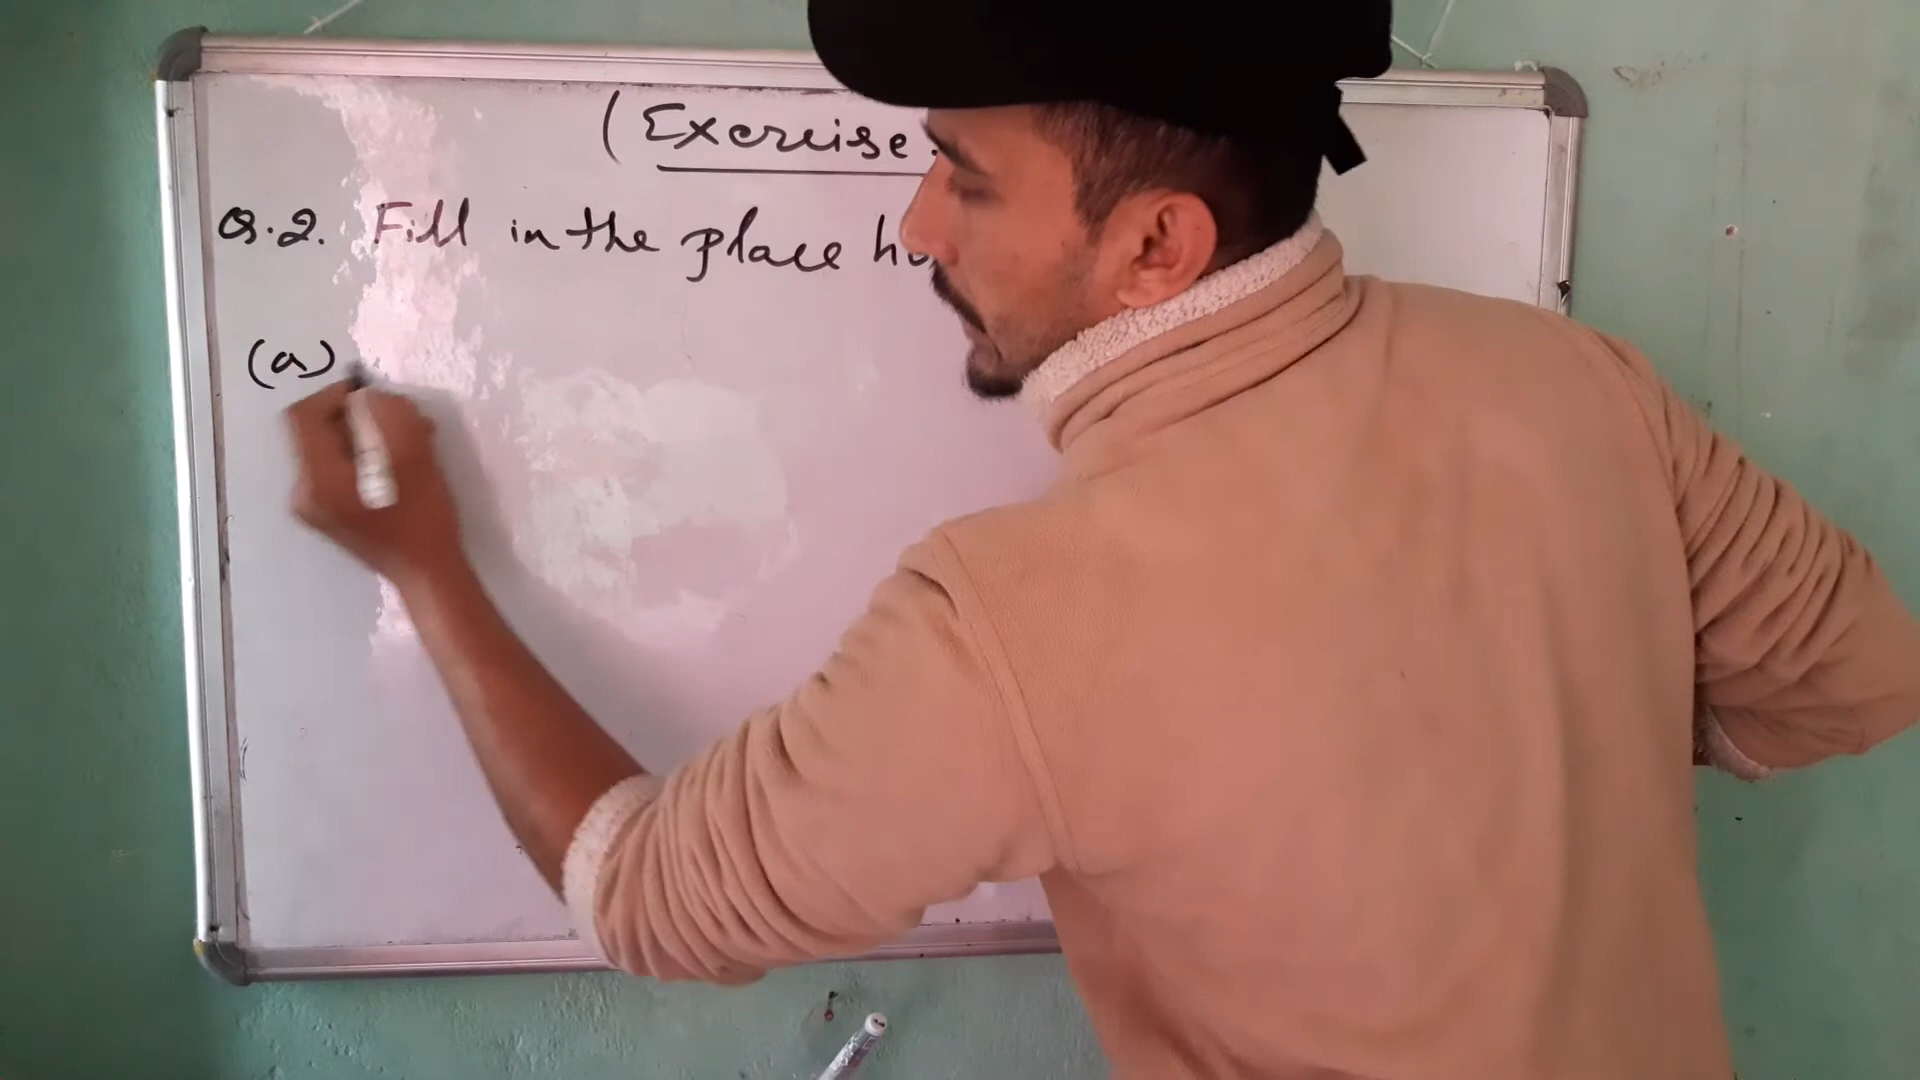 (Exercise
Q.2. Fill in the place
(a)